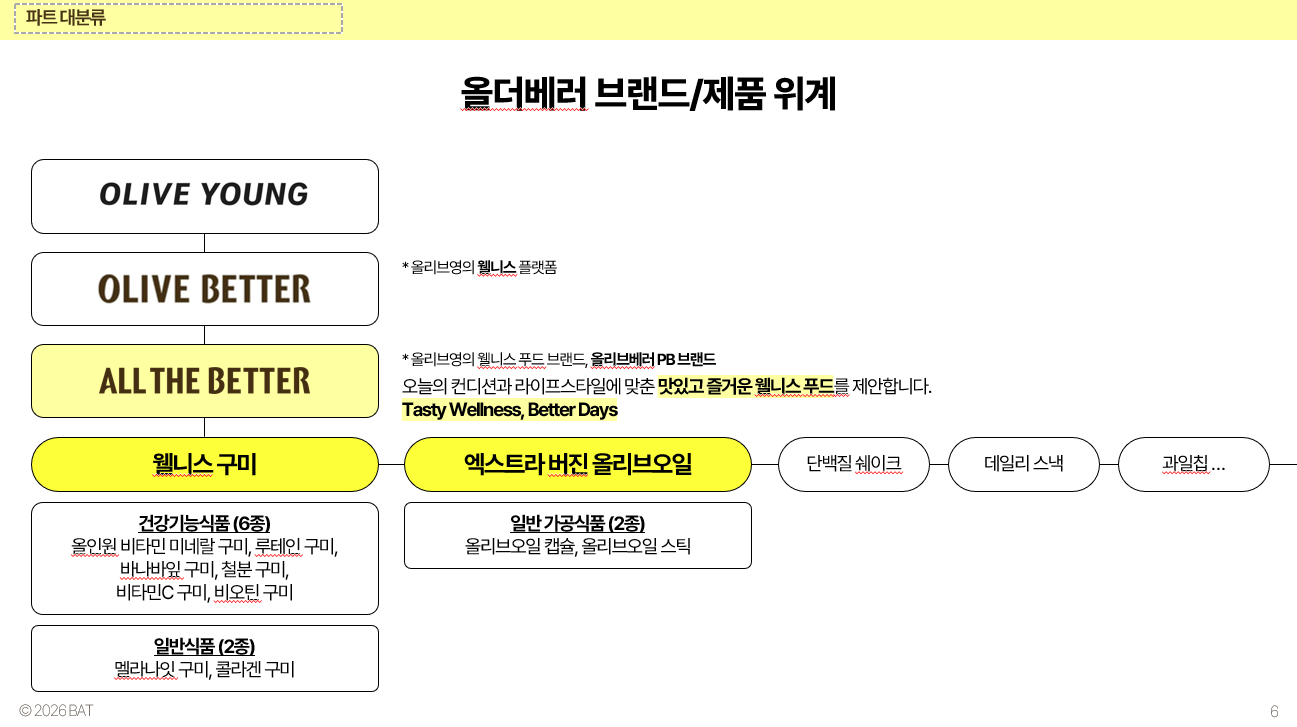 파트 대분류
올더베러 브랜드/제품 위계
OLIVE YOUNG
OLIVE BETTER
* 올리브영의 웰니스 플랫폼
ALL THE BETTER
* 올리브영의 웰니스 푸드 브랜드, 올리브베러 PB 브랜드
오늘의 컨디션과 라이프스타일에 맞춘 맛있고 즐거운 웰니스 푸드를 제안합니다.
Tasty Wellness, Better Days
웰니스 구미
엑스트라 버진 올리브오일
단백질 쉐이크
데일리 스낵
과일칩 …
건강기능식품 (6종)
올인원 비타민 미네랄 구미, 루테인 구미,
바나바잎 구미, 철분 구미,
비타민C 구미, 비오틴 구미
일반 가공식품 (2종)
올리브오일 캡슐, 올리브오일 스틱
일반식품 (2종)
멜라나잇 구미, 콜라겐 구미
© 2026 BAT
6